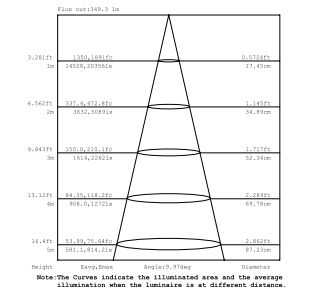 Flux out:349.3 lm
3.281ft 1350,1891fc 0.5724ft
1m 14528,20356lx 17.45cm
6.562ft 337.4,472.8fc 1.145ft
2m 3632,5089lx 34.89cm
9.843ft 150.0,210.1fc 1.717ft
3m 1614,2262lx 52.34cm
13.12ft 84.35,118.2fc 2.289ft
4m 908.0,1272lx 69.78cm
16.4ft 53.99,75.64fc 2.862ft
5m 581.1,814.2lx 87.23cm
Height Eavg,Emax Angle:9.97deg Diameter
Note:The Curves indicate the illuminated area and the average
illumination when the luminaire is at different distance.